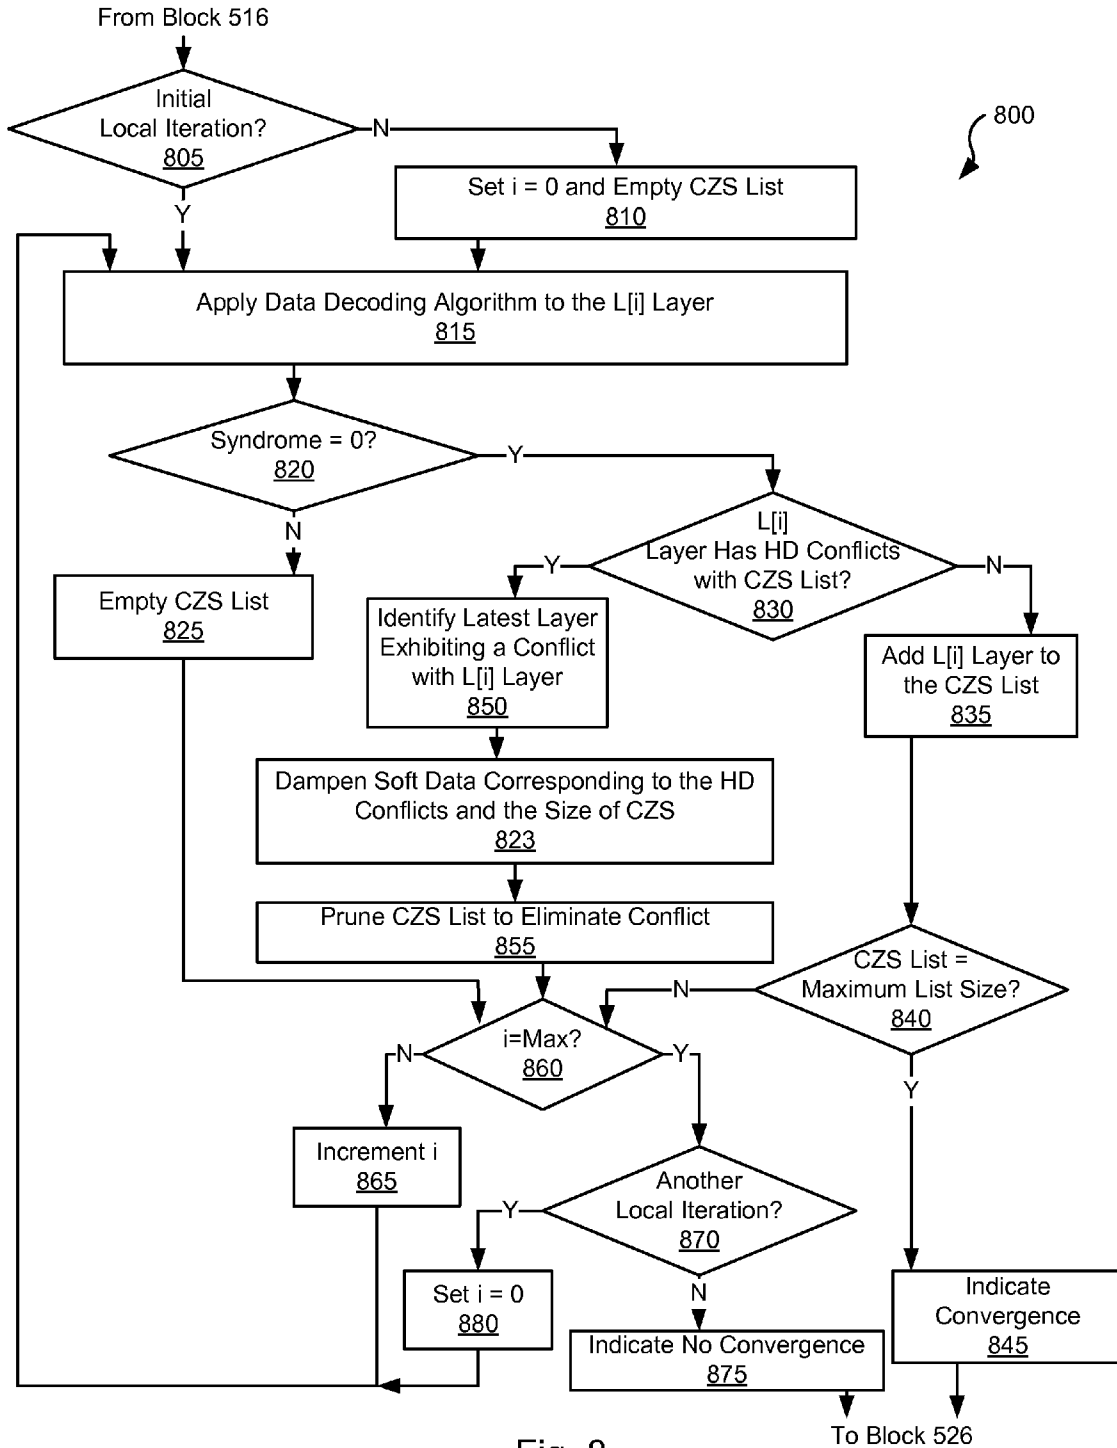 From Block 516
Initial
Local Iteration?
805
N
800
Set i = 0 and Empty CZS List
810
Y
Apply Data Decoding Algorithm to the L[i] Layer
815
Syndrome = 0?
820
Y
N
L[i]
Layer Has HD Conflicts
with CZS List?
830
Y
N
Empty CZS List
825
Identify Latest Layer
Exhibiting a Conflict
with L[i] Layer
850
Add L[i] Layer to
the CZS List
835
Dampen Soft Data Corresponding to the HD
Conflicts and the Size of CZS
823
Prune CZS List to Eliminate Conflict
855
CZS List =
Maximum List Size?
840
N
i=Max?
860
N
Y
Y
Increment i
865
Another
Local Iteration?
870
Y
N
Set i = 0
880
Indicate No Convergence
875
Indicate
Convergence
845
To Block 526
Fig. 8